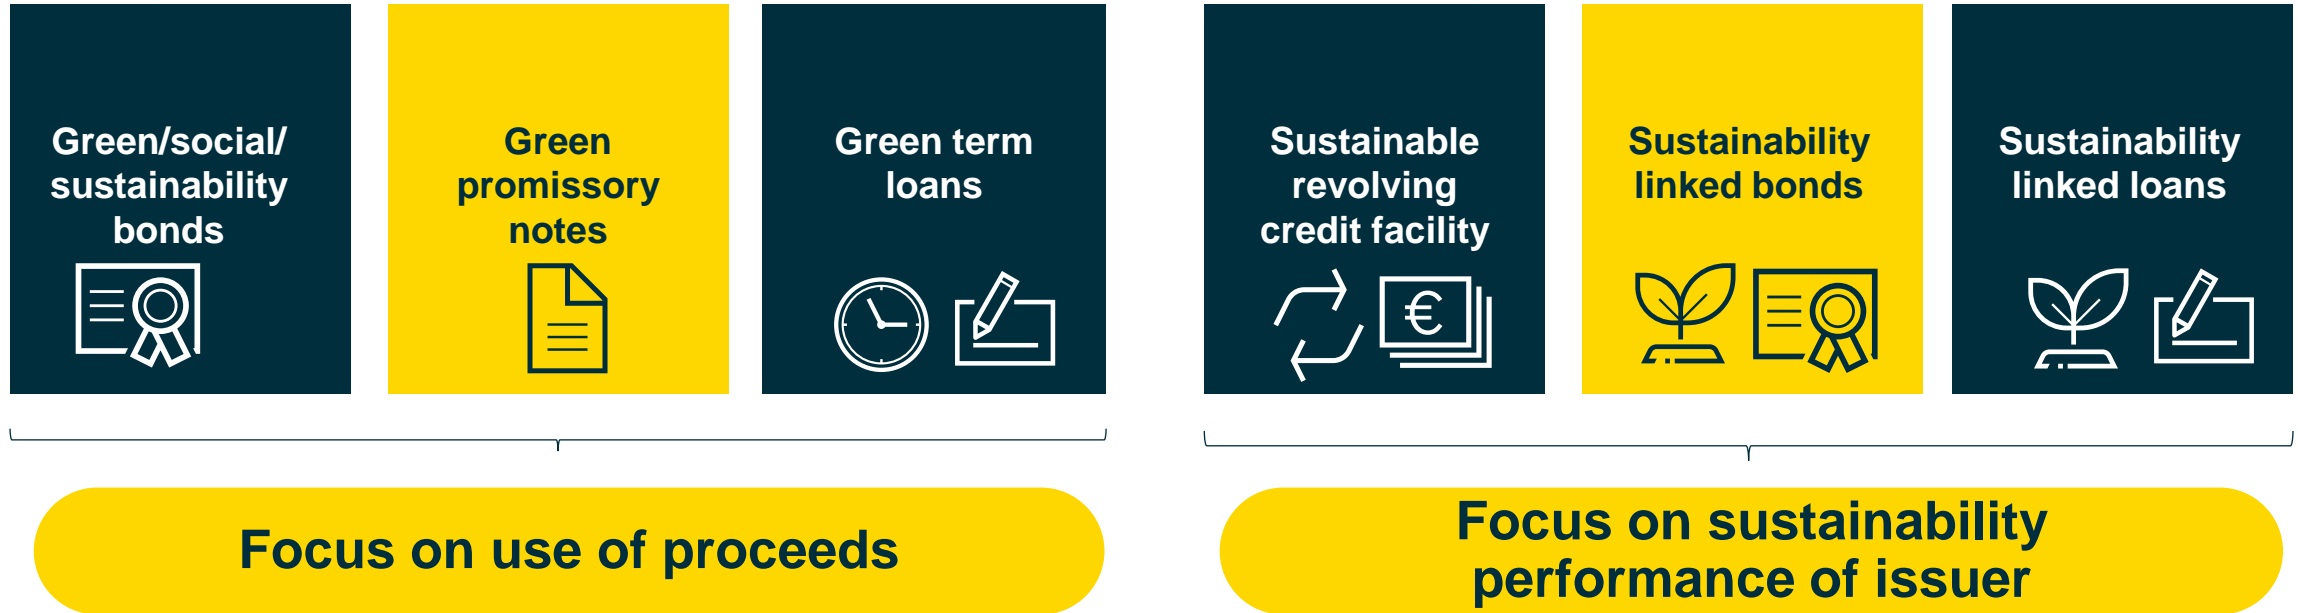 Green/social/
sustainability
bonds
Green
promissory
notes
Green term
loans
Sustainable
revolving
credit facility
€
Sustainability
linked bonds
Sustainability
linked loans
Focus on use of proceeds
Focus on sustainability
performance of issuer